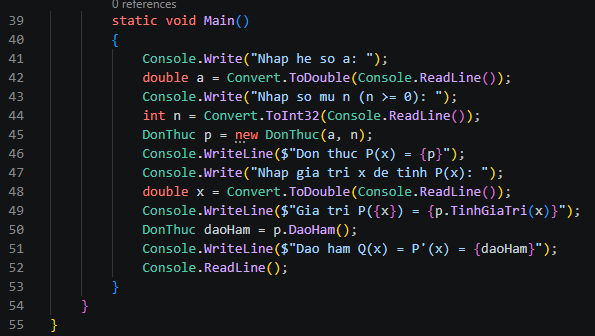 0 references
39 static void Main()
40 {
41 Console.Write("Nhap he so a: ");
42 double a = Convert.ToDouble(Console.ReadLine());
43 Console.Write("Nhap so mu n (n >= 0): ");
44 int n = Convert.ToInt32(Console.ReadLine());
45 DonThuc p = new DonThuc(a, n);
46 Console.WriteLine($"Don thuc P(x) = {p}");
47 Console.Write("Nhap gia tri x de tinh P(x): ");
48 double x = Convert.ToDouble(Console.ReadLine());
49 Console.WriteLine($"Gia tri P({x}) = {p.TinhGiaTri(x)}");
50 DonThuc daoHam = p.DaoHam();
51 Console.WriteLine($"Dao ham Q(x) = P'(x) = {daoHam}");
52 Console.ReadLine();
53 }
54 }
55 }